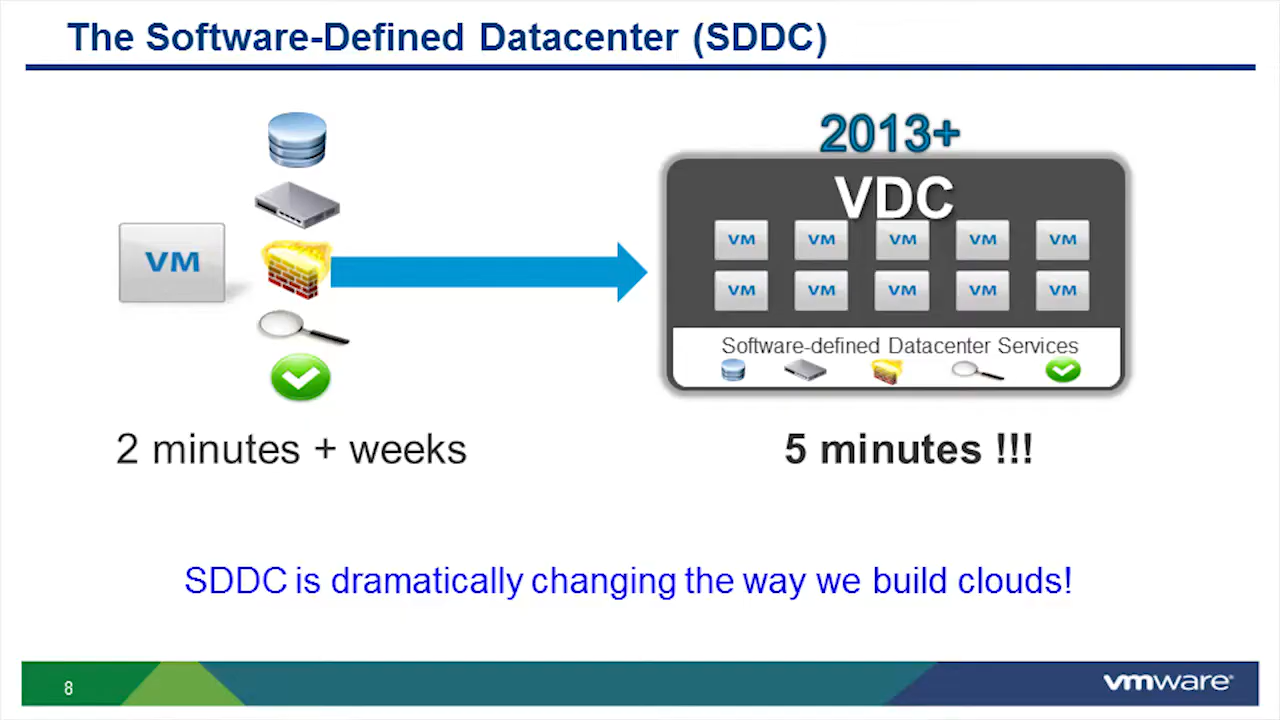 The Software-Defined Datacenter (SDDC)
2013+
VDC
VM
VM VM VM VM VM
VM VM VM VM VM
Software-defined Datacenter Services
2 minutes + weeks
5 minutes !!!
SDDC is dramatically changing the way we build clouds!
8
vmware®